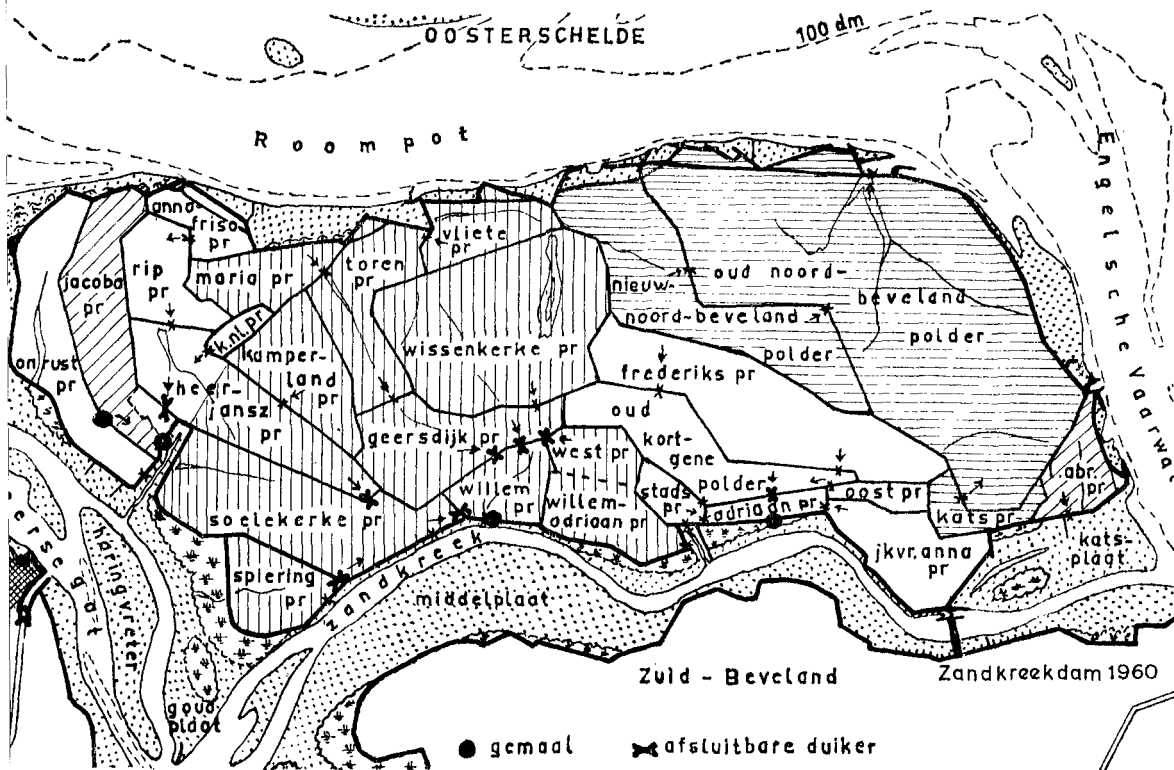 OOSTERSCHELDE
100 dm
Roompot
Engelsche Vaarwat
anna-
friso
pr
jacoba
pr
rip
pr
maria pr
toren
pr
vliete
pr
oud noord-
beveland
polder
nieuw-
noord-beveland
polder
onrust
pr
k.nl.pr
kamper-
land
pr
heer-
jansz
pr
wissenkerke pr
frederiks pr
oud
kort-
gene
polder
geersdijk pr
west pr
willem
pr
willem-
adriaan pr
stads
pr
adriaan pr
oost pr
kats pr
abr.
pr
soelekerke pr
spiering
pr
jkvr.anna
pr
kats-
plaat
zandkreek
middelplaat
haringvreter
ersegat
goud
plaat
Zuid - Beveland
Zandkreekdam 1960
gemaal
afsluitbare duiker